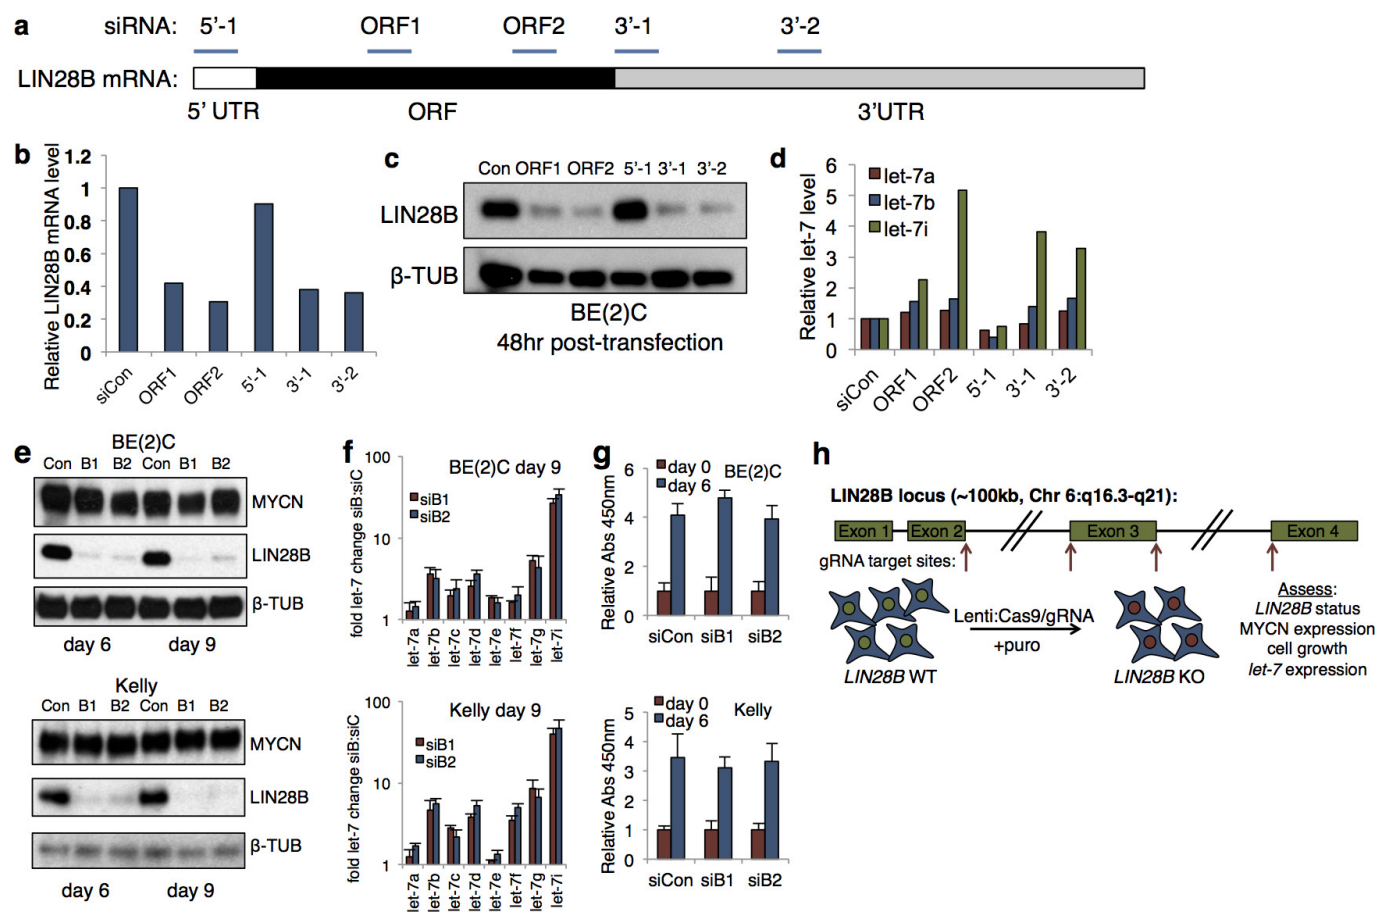 a siRNA: 5’-1 ORF1 ORF2 3’-1 3’-2
LIN28B mRNA:
5’ UTR ORF 3’UTR
b
Relative LIN28B mRNA level
1.2
1
0.8
0.6
0.4
0.2
0
siCon ORF1 ORF2 5'-1 3'-1 3'-2
c
Con ORF1 ORF2 5’-1 3’-1 3’-2
LIN28B
β-TUB
BE(2)C
48hr post-transfection
d
Relative let-7 level
6
5
4
3
2
1
0
let-7a
let-7b
let-7i
siCon ORF1 ORF2 5'-1 3'-1 3'-2
e
BE(2)C
Con B1 B2 Con B1 B2
MYCN
LIN28B
β-TUB
day 6 day 9
Kelly
Con B1 B2 Con B1 B2
MYCN
LIN28B
β-TUB
day 6 day 9
f
BE(2)C day 9
fold let-7 change siB:siC
100
10
1
siB1
siB2
let-7a let-7b let-7c let-7d let-7e let-7f let-7g let-7i
Kelly day 9
fold let-7 change siB:siC
100
10
1
siB1
siB2
let-7a let-7b let-7c let-7d let-7e let-7f let-7g let-7i
g
day 0 BE(2)C
day 6
Relative Abs 450nm
6
4
2
0
siCon siB1 siB2
day 0 Kelly
day 6
Relative Abs 450nm
5
4
3
2
1
0
siCon siB1 siB2
h
LIN28B locus (~100kb, Chr 6:q16.3-q21):
Exon 1 Exon 2 Exon 3 Exon 4
gRNA target sites:
Lenti:Cas9/gRNA
+puro
LIN28B WT LIN28B KO
Assess:
LIN28B status
MYCN expression
cell growth
let-7 expression